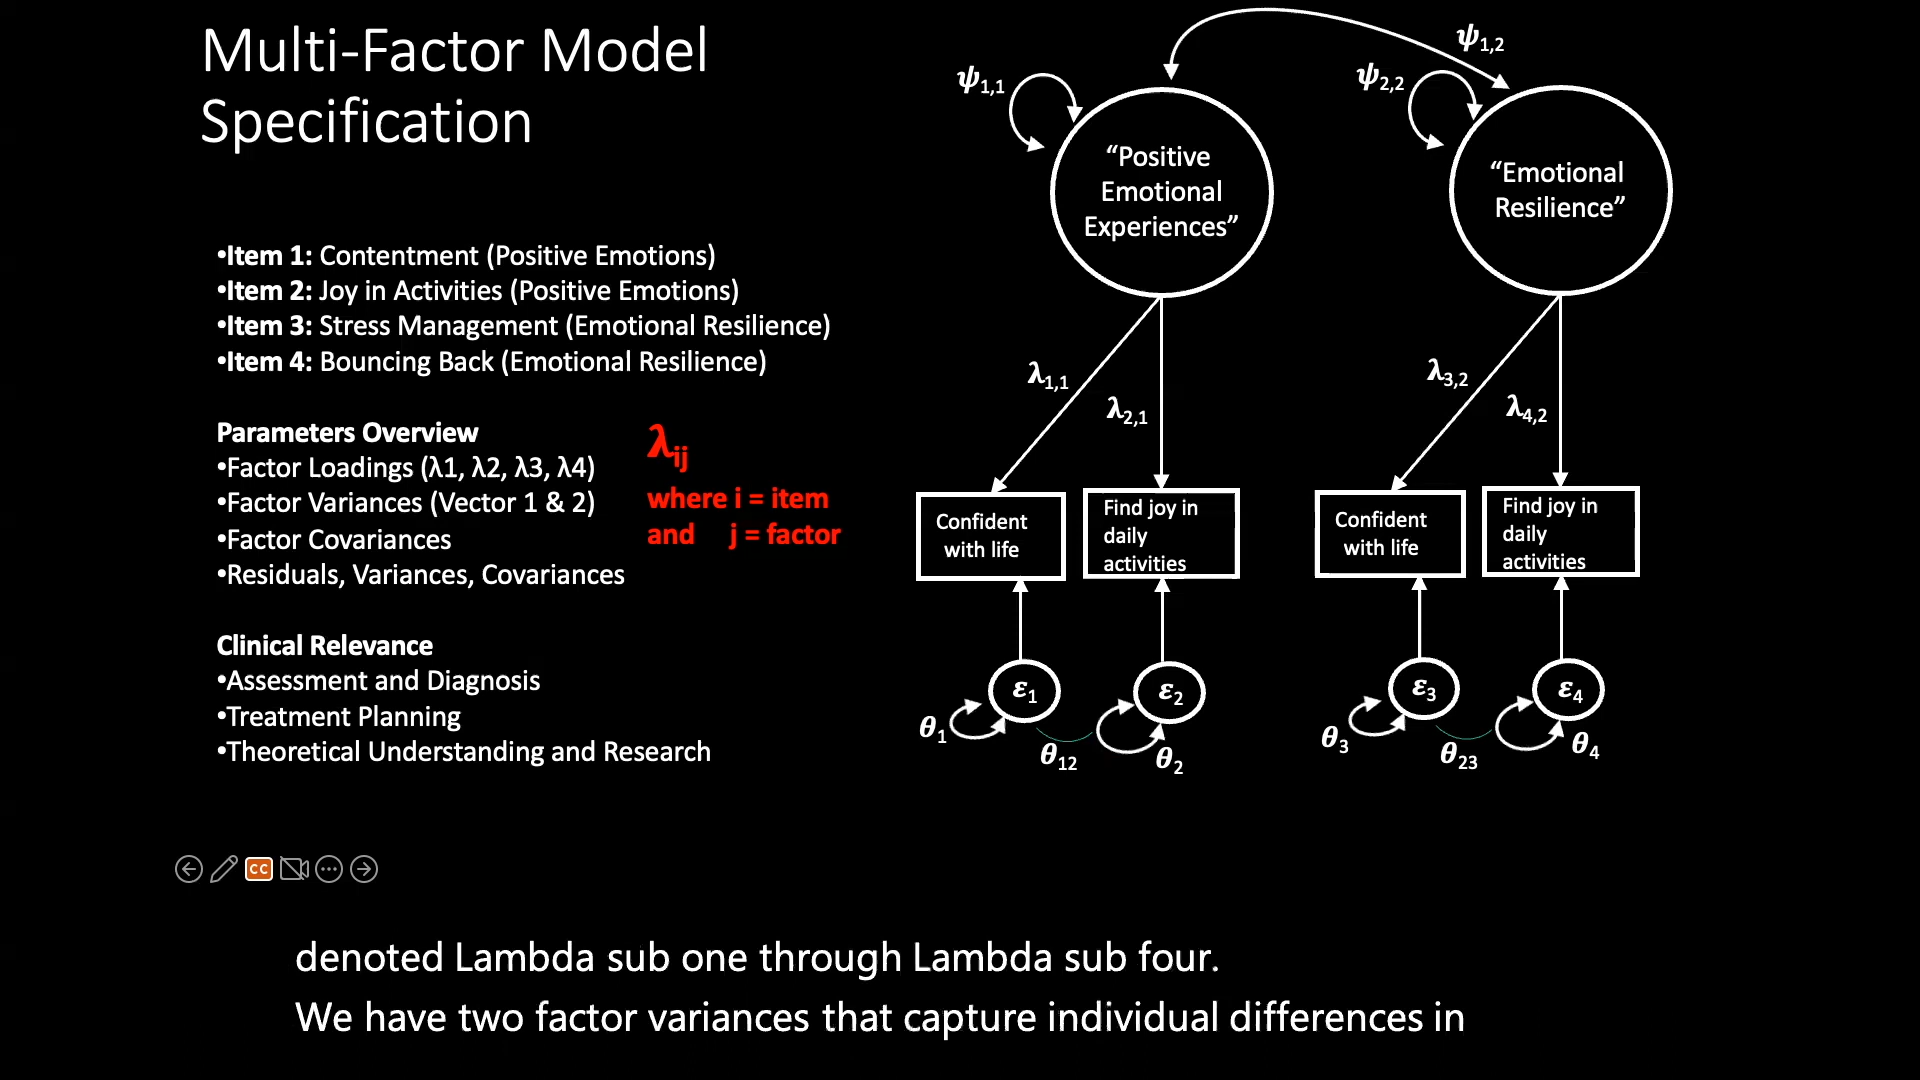 Multi-Factor Model
Specification
•Item 1: Contentment (Positive Emotions)
•Item 2: Joy in Activities (Positive Emotions)
•Item 3: Stress Management (Emotional Resilience)
•Item 4: Bouncing Back (Emotional Resilience)
Parameters Overview
•Factor Loadings (λ1, λ2, λ3, λ4)
•Factor Variances (Vector 1 & 2)
•Factor Covariances
•Residuals, Variances, Covariances
λij
where i = item
and j = factor
Clinical Relevance
•Assessment and Diagnosis
•Treatment Planning
•Theoretical Understanding and Research
ψ1,2
ψ1,1
ψ2,2
“Positive
Emotional
Experiences”
“Emotional
Resilience”
λ1,1
λ2,1
λ3,2
λ4,2
Confident
with life
Find joy in
daily
activities
Confident
with life
Find joy in
daily
activities
ε1
ε2
ε3
ε4
θ1
θ12
θ2
θ3
θ23
θ4
CC
denoted Lambda sub one through Lambda sub four.
We have two factor variances that capture individual differences in